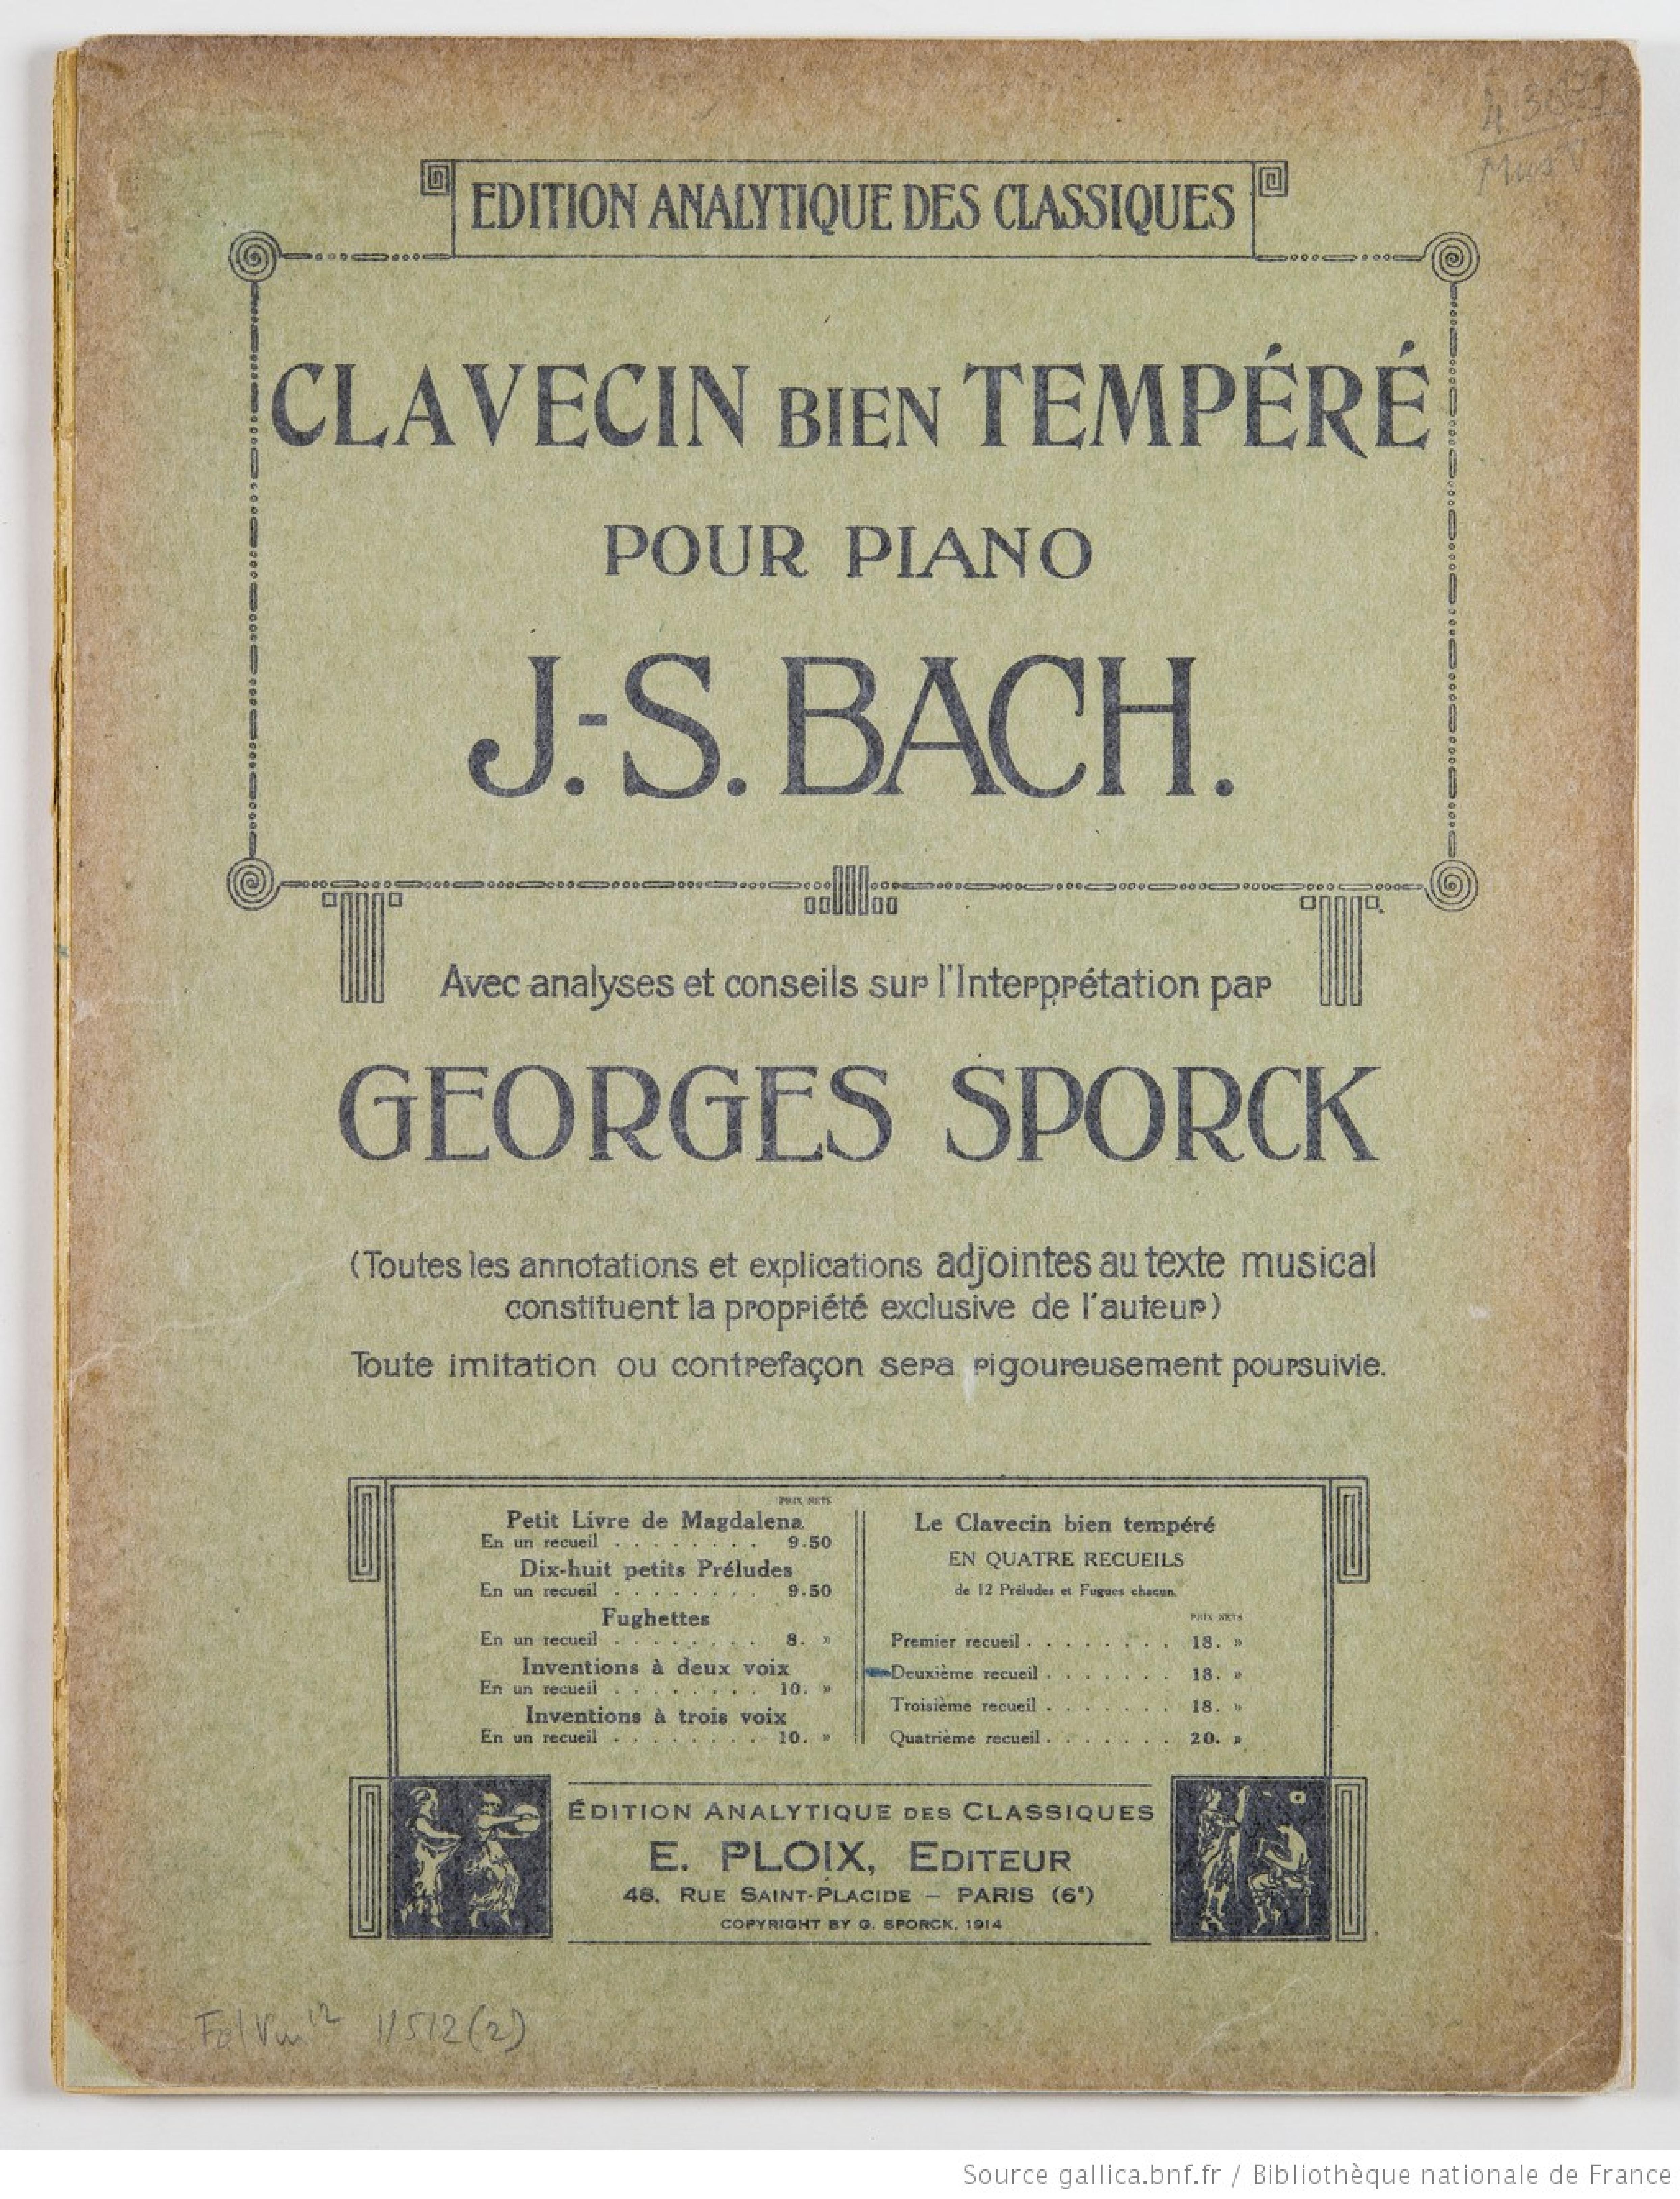 EDITION ANALYTIQUE DES CLASSIQUES
CLAVECIN BIEN TEMPÉRÉ
POUR PIANO
J.-S. BACH.
Avec analyses et conseils sur l'Interprétation par
GEORGES SPORCK
(Toutes les annotations et explications adjointes au texte musical
constituent la propriété exclusive de l'auteur)
Toute imitation ou contrefaçon sera rigoureusement poursuivie.
PRIX NETS
Petit Livre de Magdalena
En un recueil . . . . . . . . 9.50
Dix-huit petits Préludes
En un recueil . . . . . . . . 9.50
Fughettes
En un recueil . . . . . . . . 8. »
Inventions à deux voix
En un recueil . . . . . . . . 10. »
Inventions à trois voix
En un recueil . . . . . . . . 10. »
Le Clavecin bien tempéré
EN QUATRE RECUEILS
de 12 Préludes et Fugues chacun.
PRIX NETS
Premier recueil . . . . . . . . 18. »
Deuxième recueil . . . . . . . 18. »
Troisième recueil . . . . . . . 18. »
Quatrième recueil . . . . . . . 20. »
ÉDITION ANALYTIQUE DES CLASSIQUES
E. PLOIX, EDITEUR
48, RUE SAINT-PLACIDE – PARIS (6e)
COPYRIGHT BY G. SPORCK, 1914
Fol Vm12 11512 (2)
Source gallica.bnf.fr / Bibliothèque nationale de France